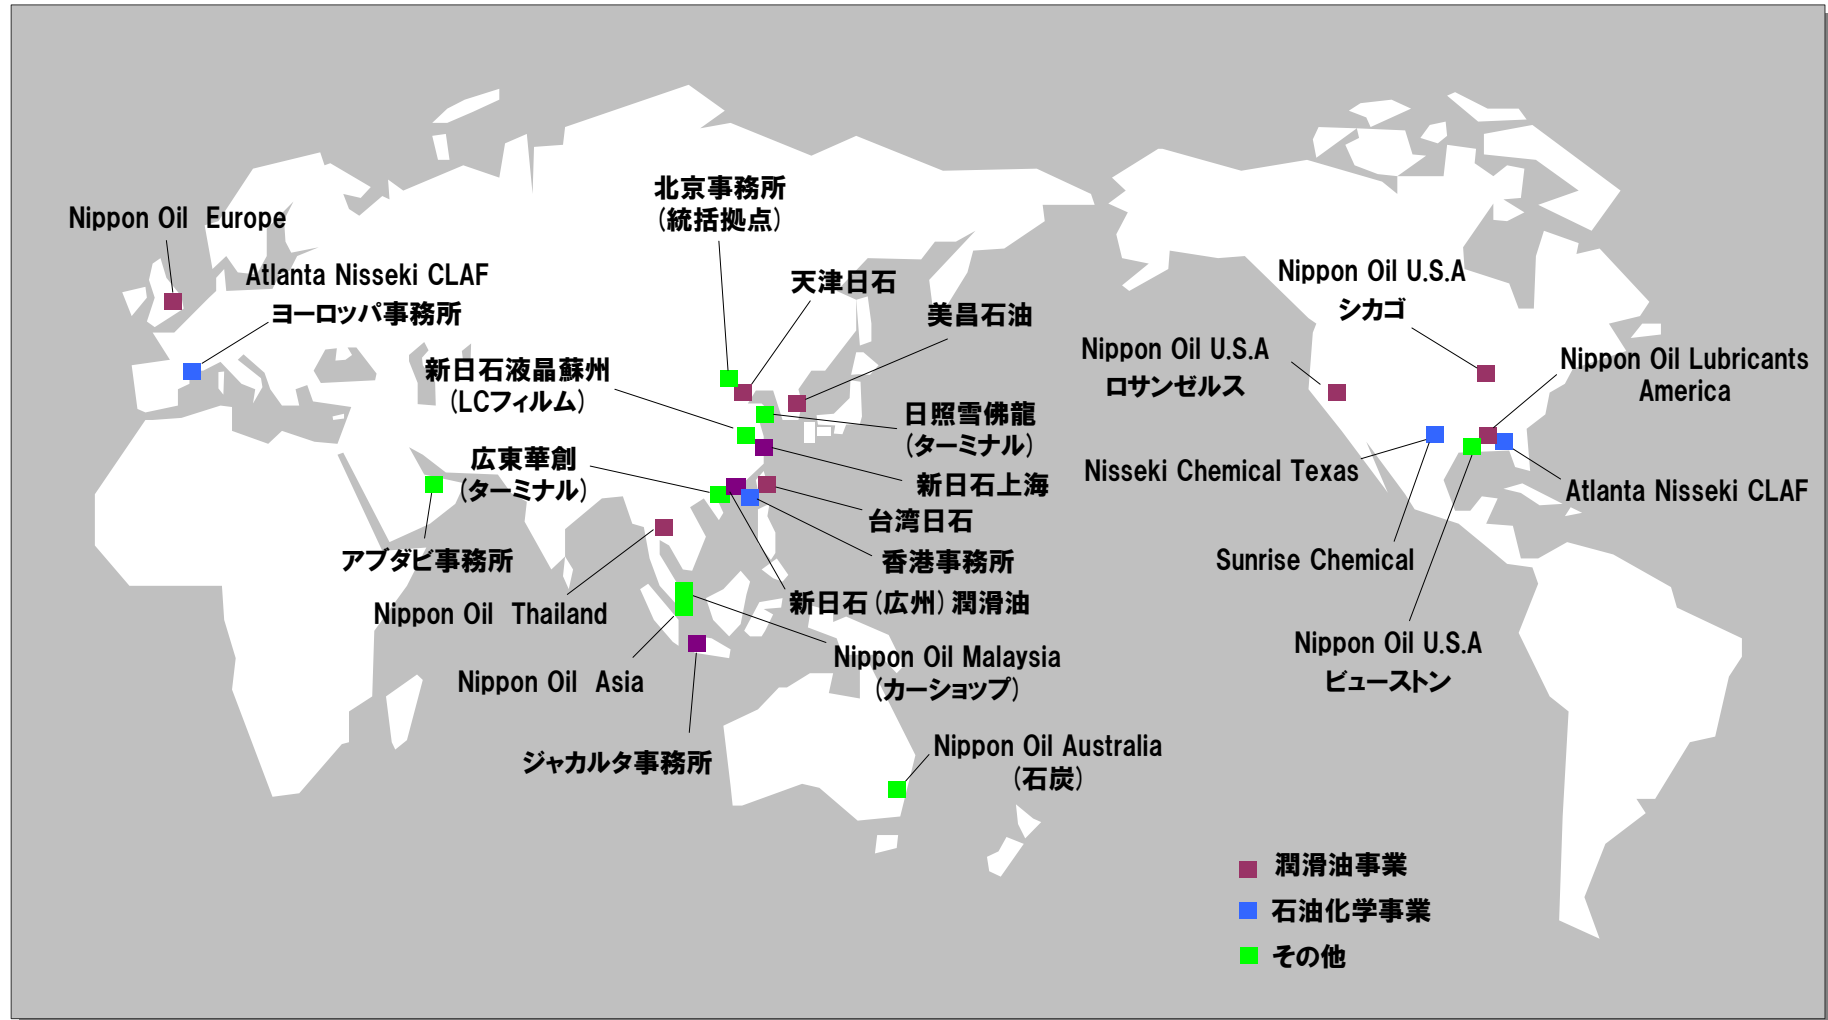 Nippon Oil Europe
Atlanta Nisseki CLAF
ヨーロッパ事務所
北京事務所
(統括拠点)
天津日石
美昌石油
新日石液晶蘇州
(LCフィルム)
日照雪佛龍
(ターミナル)
広東華創
(ターミナル)
新日石上海
台湾日石
香港事務所
新日石(広州)潤滑油
アブダビ事務所
Nippon Oil Thailand
Nippon Oil Asia
Nippon Oil Malaysia
(カーショップ)
ジャカルタ事務所
Nippon Oil Australia
(石炭)
Nippon Oil U.S.A
シカゴ
Nippon Oil U.S.A
ロサンゼルス
Nippon Oil Lubricants
America
Nisseki Chemical Texas
Atlanta Nisseki CLAF
Sunrise Chemical
Nippon Oil U.S.A
ビューストン
潤滑油事業
石油化学事業
その他